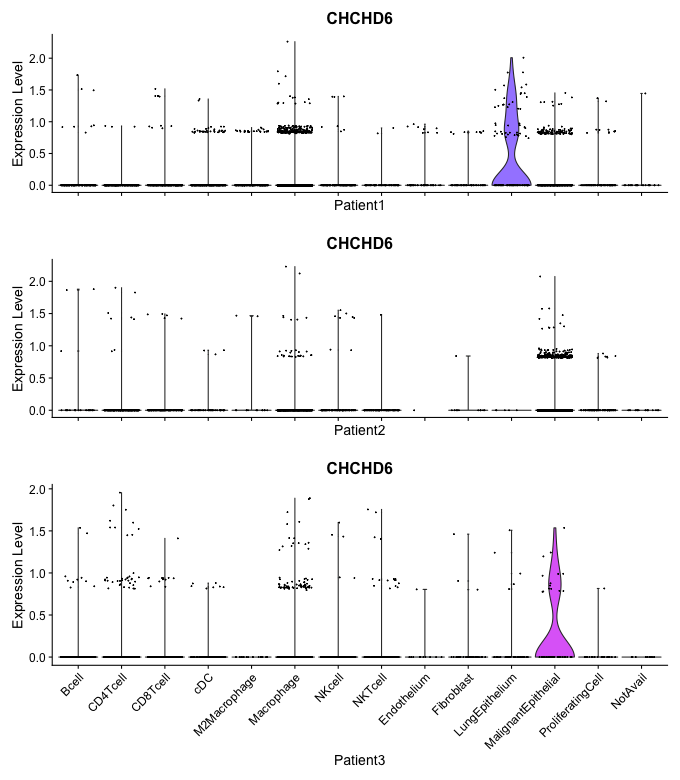 CHCHD6
Expression Level
2.0
1.5
1.0
0.5
0.0
Patient1
CHCHD6
Expression Level
2.0
1.5
1.0
0.5
0.0
Patient2
CHCHD6
Expression Level
2.0
1.5
1.0
0.5
0.0
Bcell
CD4Tcell
CD8Tcell
cDC
M2Macrophage
Macrophage
NKcell
NKTcell
Endothelium
Fibroblast
LungEpithelium
MalignantEpithelial
ProliferatingCell
NotAvail
Patient3